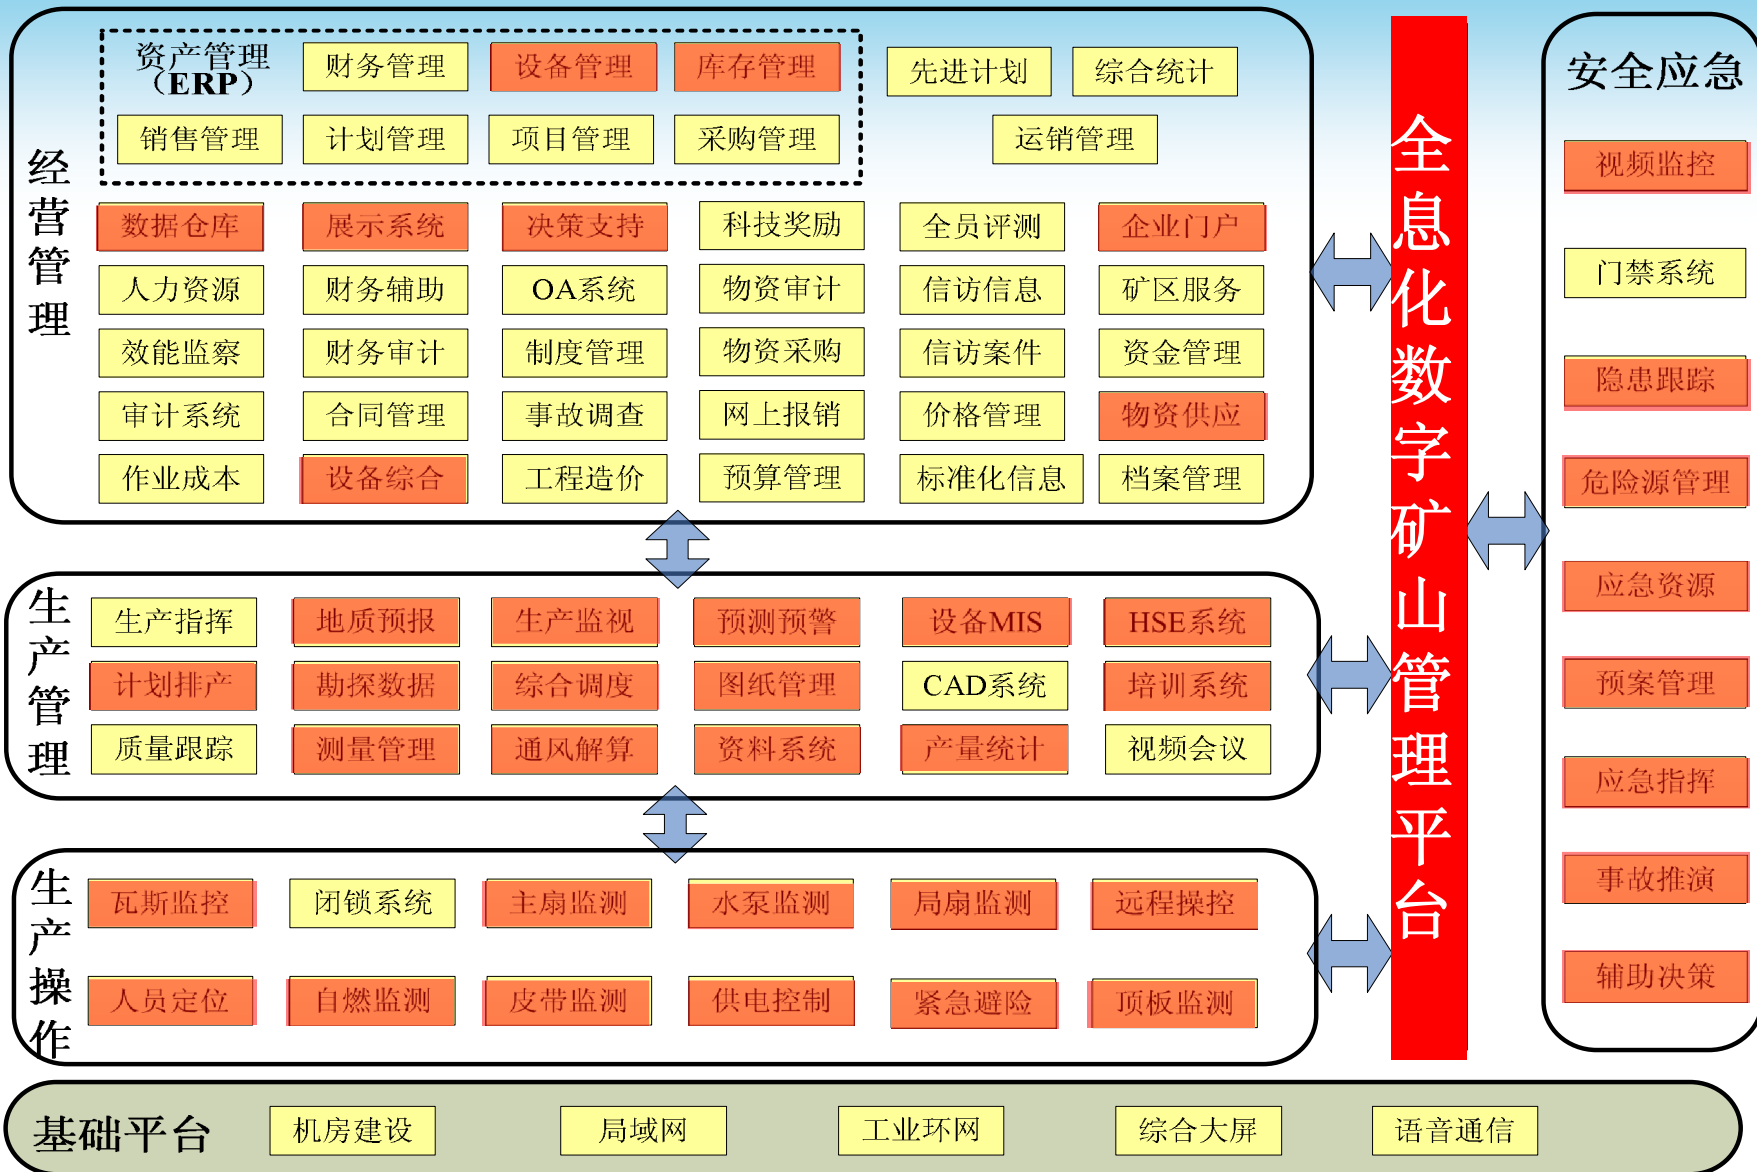 经营管理
资产管理
（ERP）
财务管理
设备管理
库存管理
先进计划
综合统计
销售管理
计划管理
项目管理
采购管理
运销管理
数据仓库
展示系统
决策支持
科技奖励
全员评测
企业门户
人力资源
财务辅助
OA系统
物资审计
信访信息
矿区服务
效能监察
财务审计
制度管理
物资采购
信访案件
资金管理
审计系统
合同管理
事故调查
网上报销
价格管理
物资供应
作业成本
设备综合
工程造价
预算管理
标准化信息
档案管理
生产管理
生产指挥
地质预报
生产监视
预测预警
设备MIS
HSE系统
计划排产
勘探数据
综合调度
图纸管理
CAD系统
培训系统
质量跟踪
测量管理
通风解算
资料系统
产量统计
视频会议
生产操作
瓦斯监控
闭锁系统
主扇监测
水泵监测
局扇监测
远程操控
人员定位
自燃监测
皮带监测
供电控制
紧急避险
顶板监测
全息化数字矿山管理平台
安全应急
视频监控
门禁系统
隐患跟踪
危险源管理
应急资源
预案管理
应急指挥
事故推演
辅助决策
基础平台
机房建设
局域网
工业环网
综合大屏
语音通信